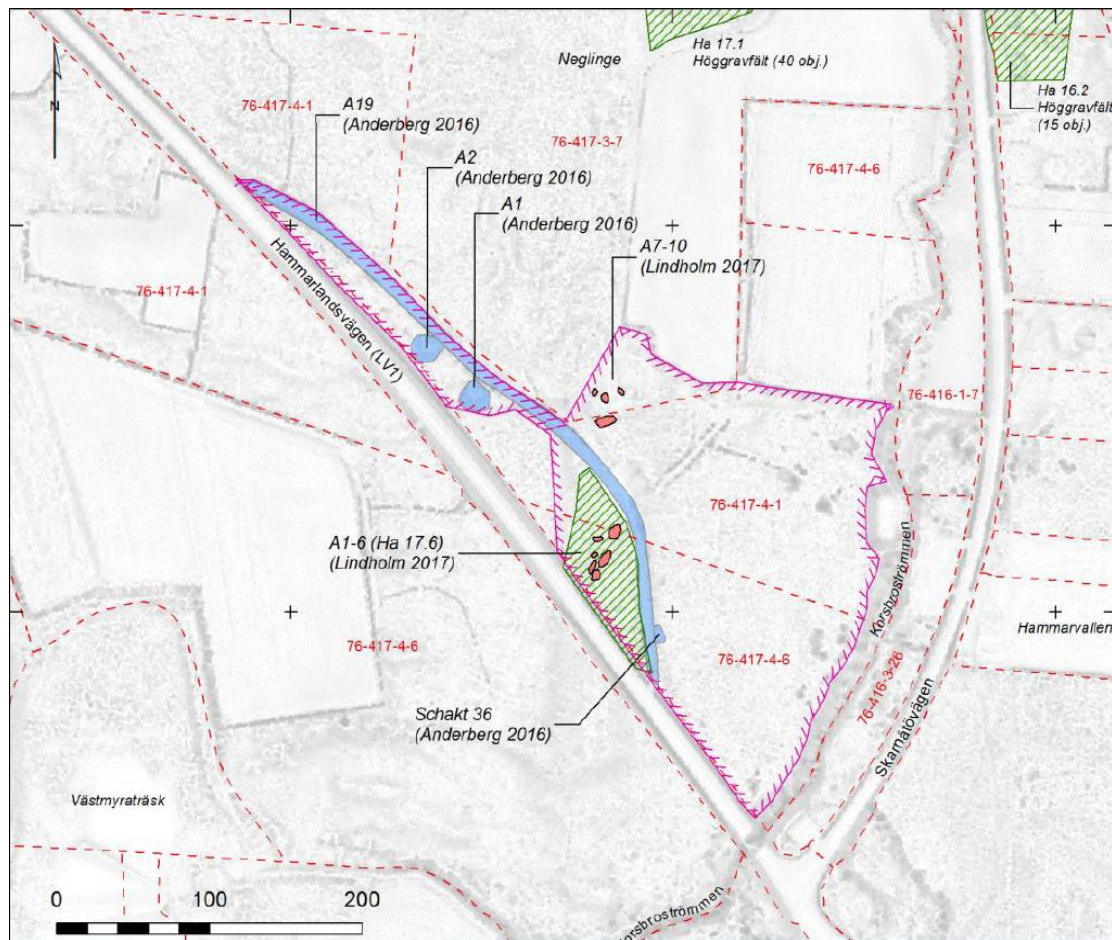 Neglinge
Ha 17.1
Höggravfält (40 obj.)
Ha 16.2
Höggravfält
(15 obj.)
N
76-417-4-1
A19
(Anderberg 2016)
A2
(Anderberg 2016)
76-417-3-7
76-417-4-6
A1
(Anderberg 2016)
A7-10
(Lindholm 2017)
76-417-4-1
Hammarlandsvägen (LV1)
76-416-1-7
76-417-4-1
A1-6 (Ha 17.6)
(Lindholm 2017)
Korsbroströmmen
Hammarvallen
76-417-4-6
76-417-4-6
76-416-3-26
Skarnålövägen
Schakt 36
(Anderberg 2016)
Västmyraträsk
0 100 200
orsbroströmmen